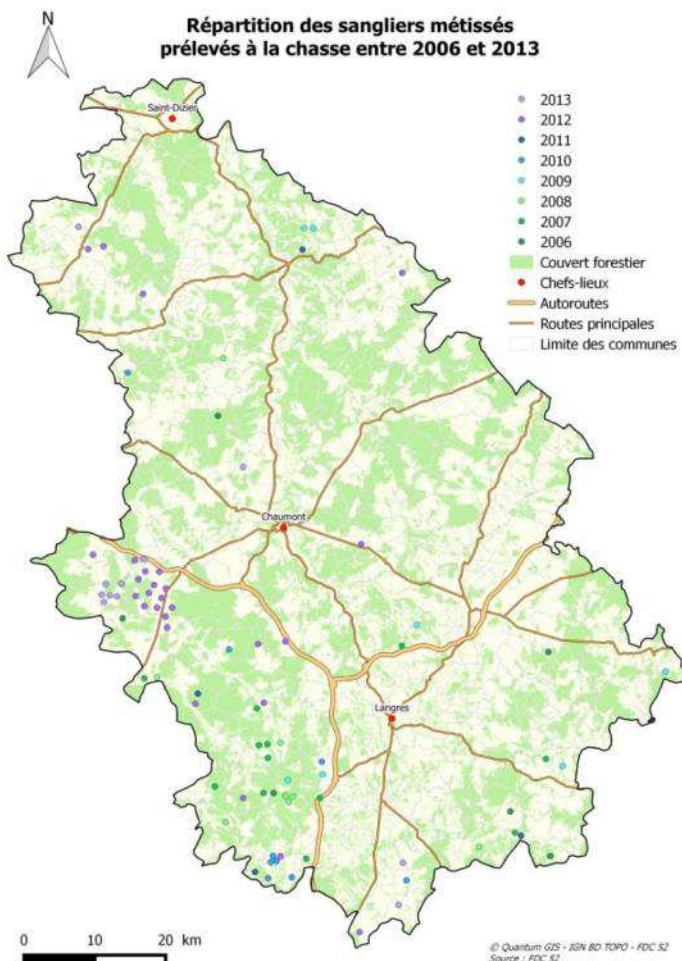 Répartition des sangliers métissés
prélevés à la chasse entre 2006 et 2013
N
2013
2012
2011
2010
2009
2008
2007
2006
Couvert forestier
Chefs-lieux
Autoroutes
Routes principales
Limite des communes
Saint-Dizier
Chaumont
Langres
0 10 20 km
© Quantum GIS - IGN BD TOPO - FDC 52
Source : FDC 52